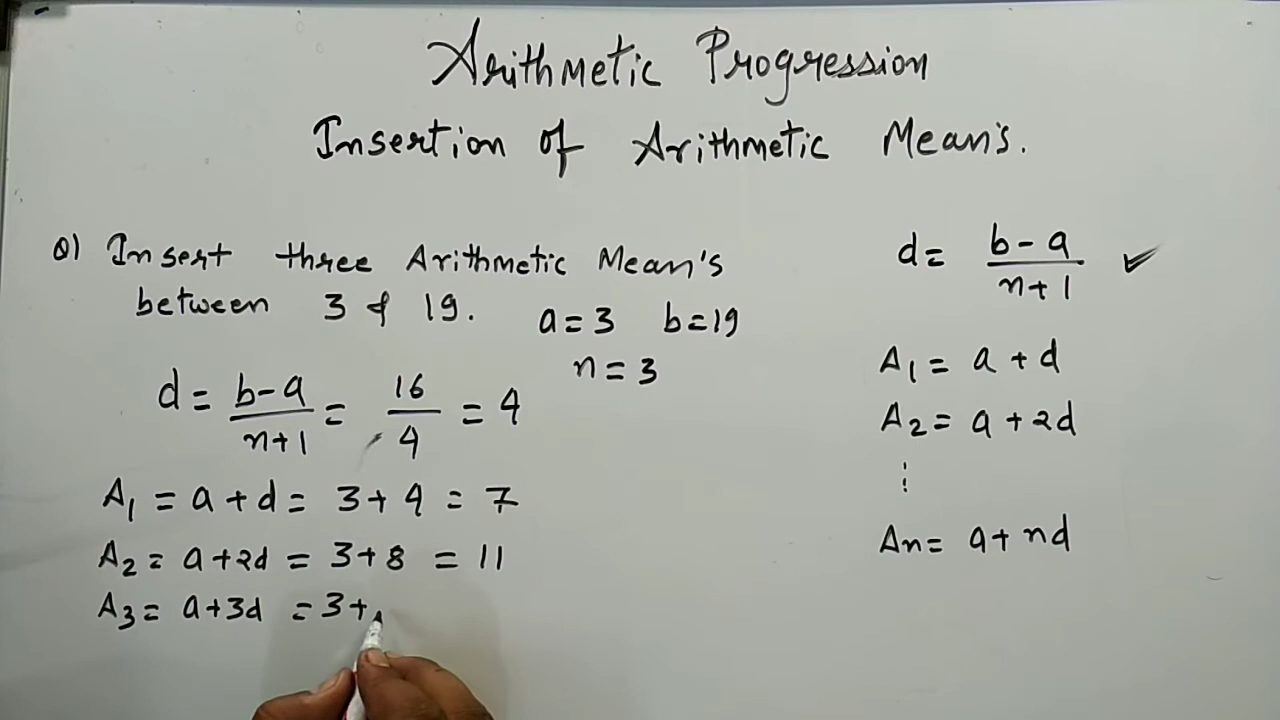 Arithmetic Progression
Insertion of Arithmetic Mean's.
Q) Insert three Arithmetic Mean's
between 3 & 19.
a=3 b=19
n=3
d= b-a/n+1 = 16/4 = 4
A1 = a+d = 3+4 = 7
A2 = a+2d = 3+8 = 11
A3 = a+3d = 3+
d= b-a/n+1 ✓
A1 = a+d
A2 = a+2d
⋮
An = a+nd